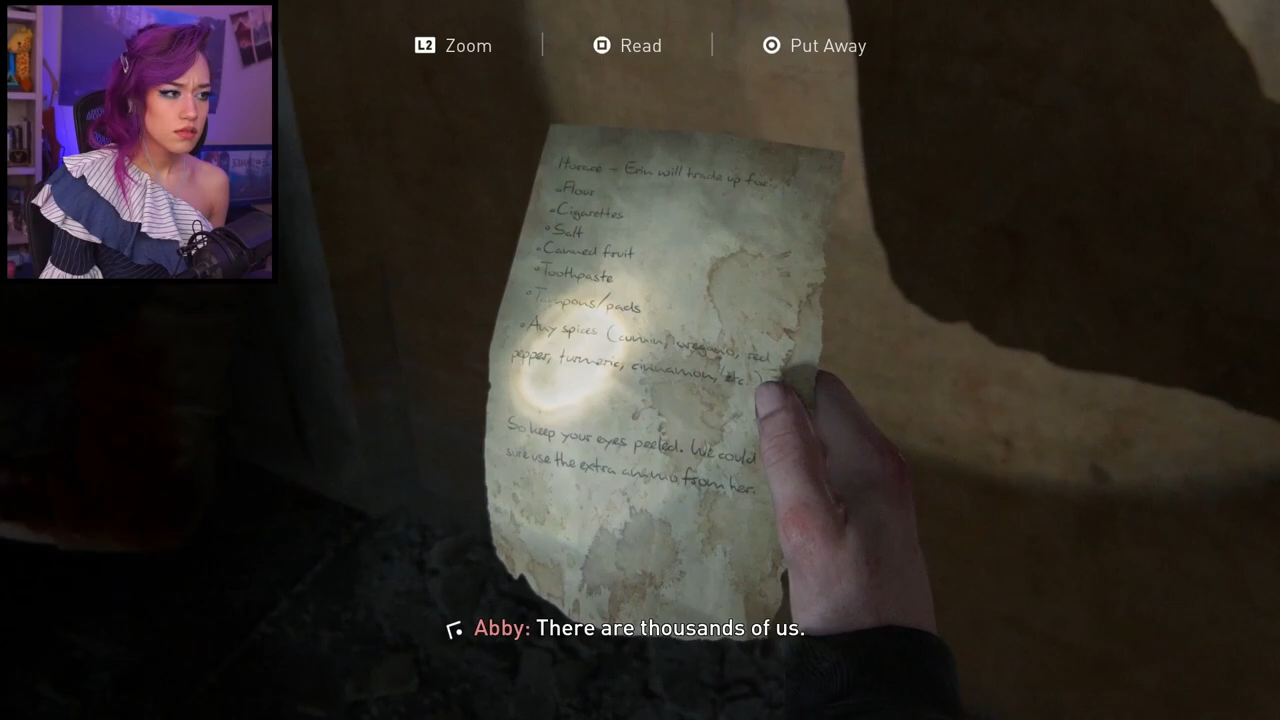 L2 Zoom
Read
Put Away
Horace - Erin will trade up for:
Flour
Cigarettes
Salt
Canned fruit
Toothpaste
Tampons/pads
Any spices (cumin, oregano, red
pepper, turmeric, cinnamon, etc.)
So keep your eyes peeled. We could
sure use the extra ammo from her.
Abby: There are thousands of us.